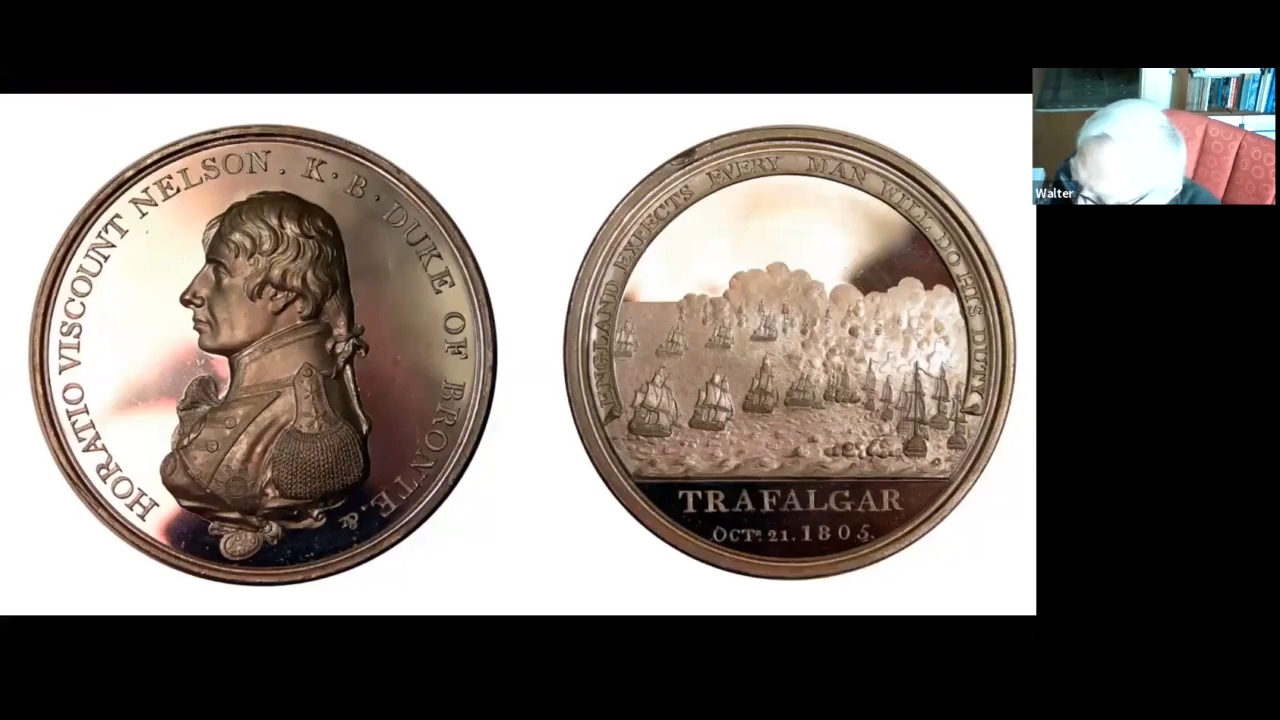 HORATIO VISCOUNT NELSON. K. B. DUKE OF BRONTE. &.
ENGLAND EXPECTS EVERY MAN WILL DO HIS DUTY
TRAFALGAR
OCTR. 21. 1805.
Walter